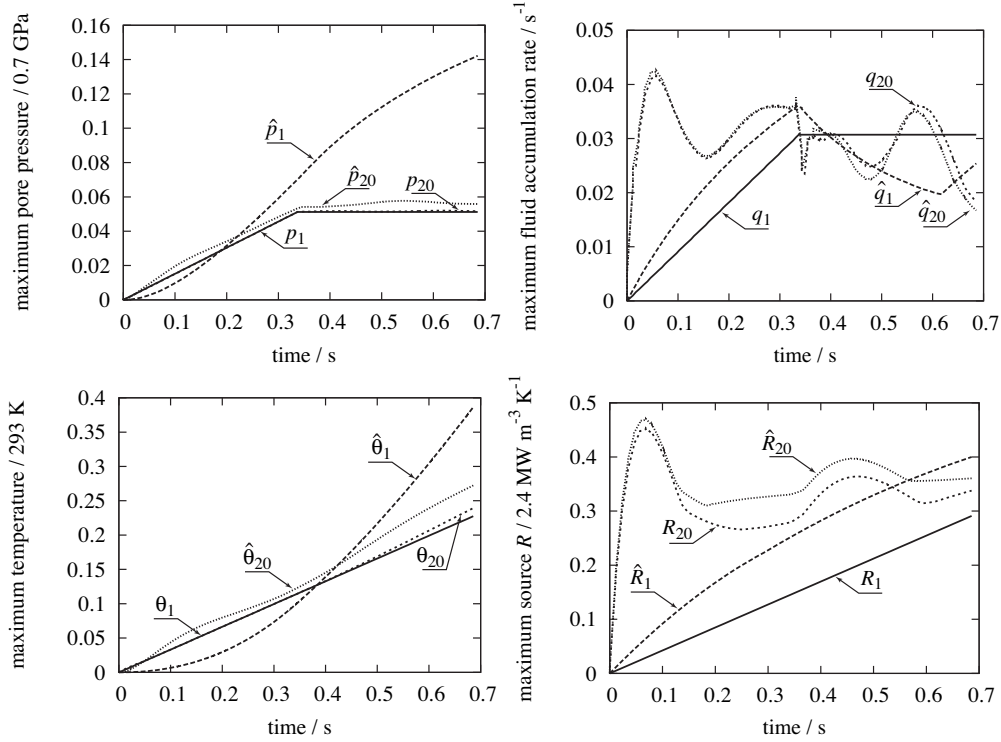 maximum pore pressure / 0.7 GPa
0.16
0.14
0.12
0.1
0.08
0.06
0.04
0.02
0
p̂₁
p̂₂₀
p₂₀
p₁
0 0.1 0.2 0.3 0.4 0.5 0.6 0.7
time / s
maximum fluid accumulation rate / s⁻¹
0.05
0.04
0.03
0.02
0.01
0
q₂₀
q̂₁
q̂₂₀
q₁
0 0.1 0.2 0.3 0.4 0.5 0.6 0.7
time / s
maximum temperature / 293 K
0.4
0.35
0.3
0.25
0.2
0.15
0.1
0.05
0
θ̂₁
θ̂₂₀
θ₂₀
θ₁
0 0.1 0.2 0.3 0.4 0.5 0.6 0.7
time / s
maximum source R / 2.4 MW m⁻³ K⁻¹
0.5
0.4
0.3
0.2
0.1
0
R̂₂₀
R₂₀
R̂₁
R₁
0 0.1 0.2 0.3 0.4 0.5 0.6 0.7
time / s